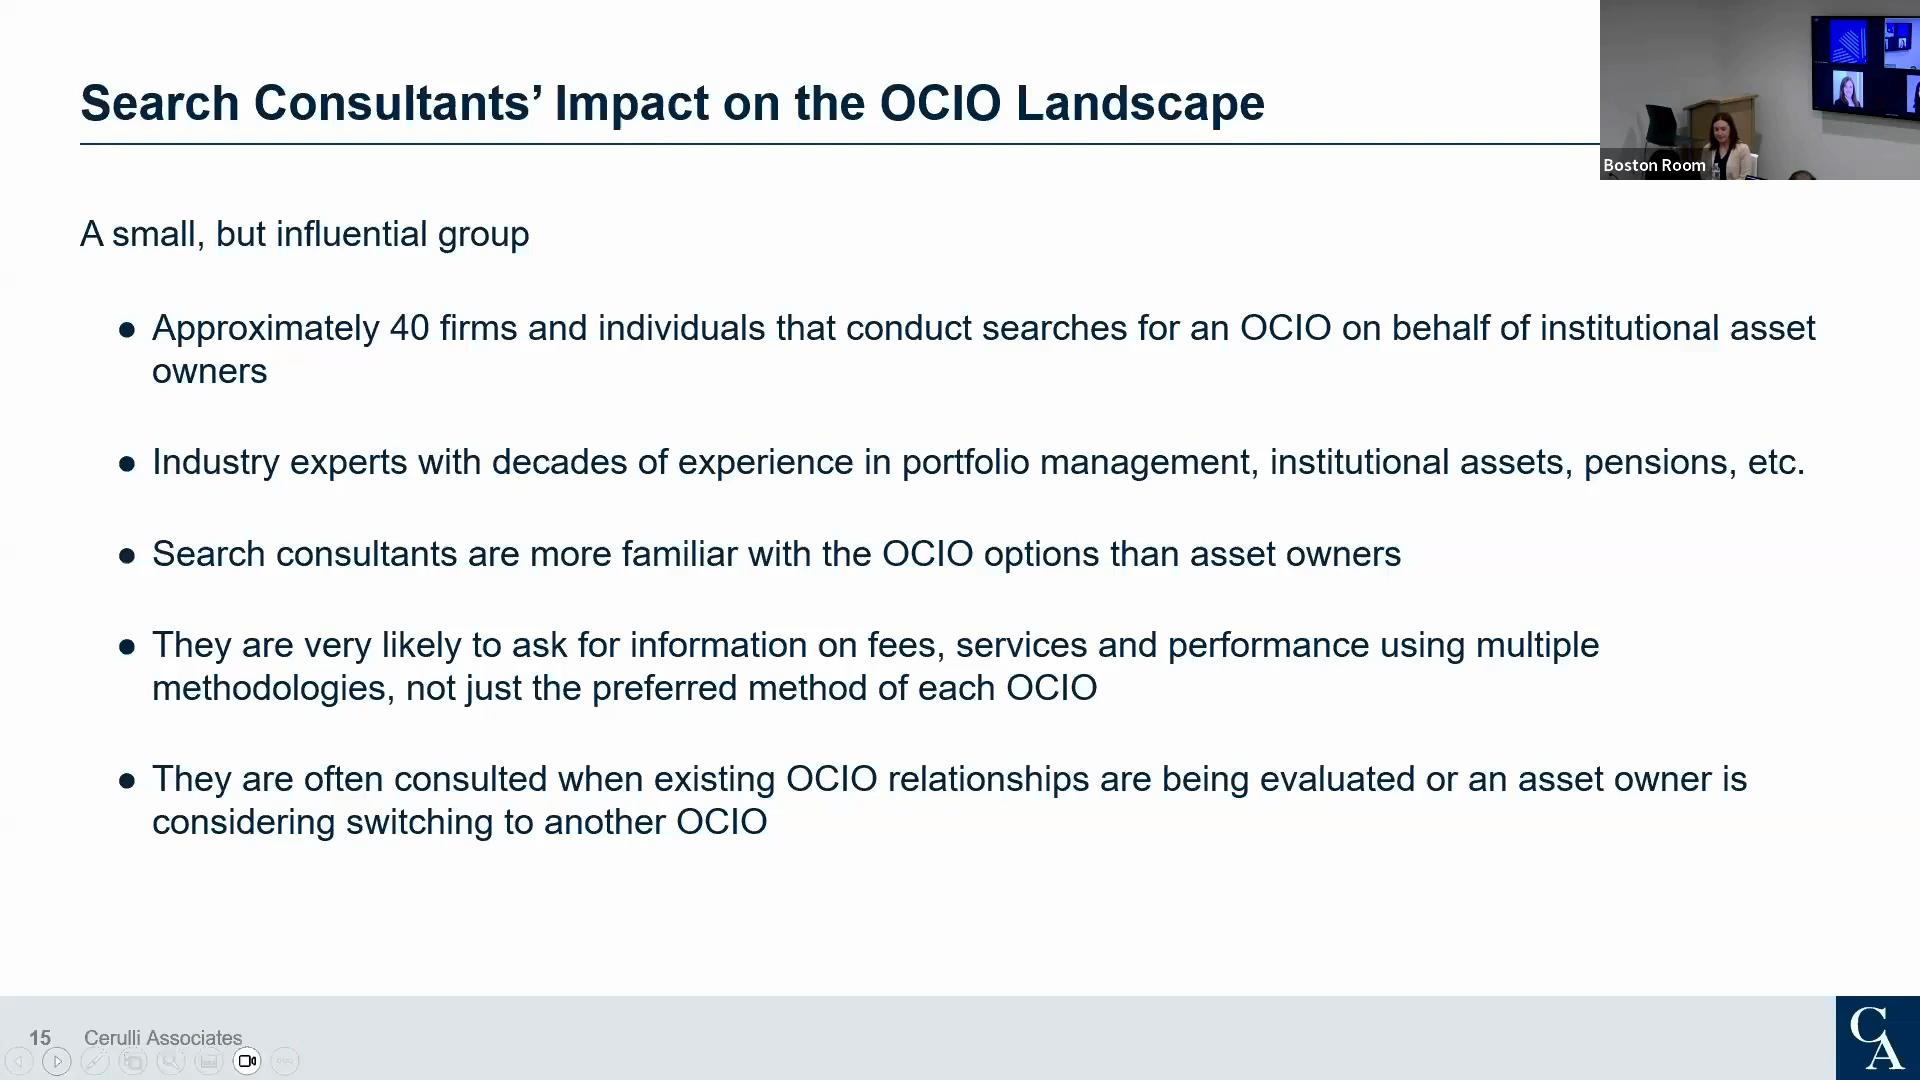 Search Consultants’ Impact on the OCIO Landscape
Boston Room
A small, but influential group
● Approximately 40 firms and individuals that conduct searches for an OCIO on behalf of institutional asset
owners
● Industry experts with decades of experience in portfolio management, institutional assets, pensions, etc.
● Search consultants are more familiar with the OCIO options than asset owners
● They are very likely to ask for information on fees, services and performance using multiple
methodologies, not just the preferred method of each OCIO
● They are often consulted when existing OCIO relationships are being evaluated or an asset owner is
considering switching to another OCIO
15 Cerulli Associates
CA